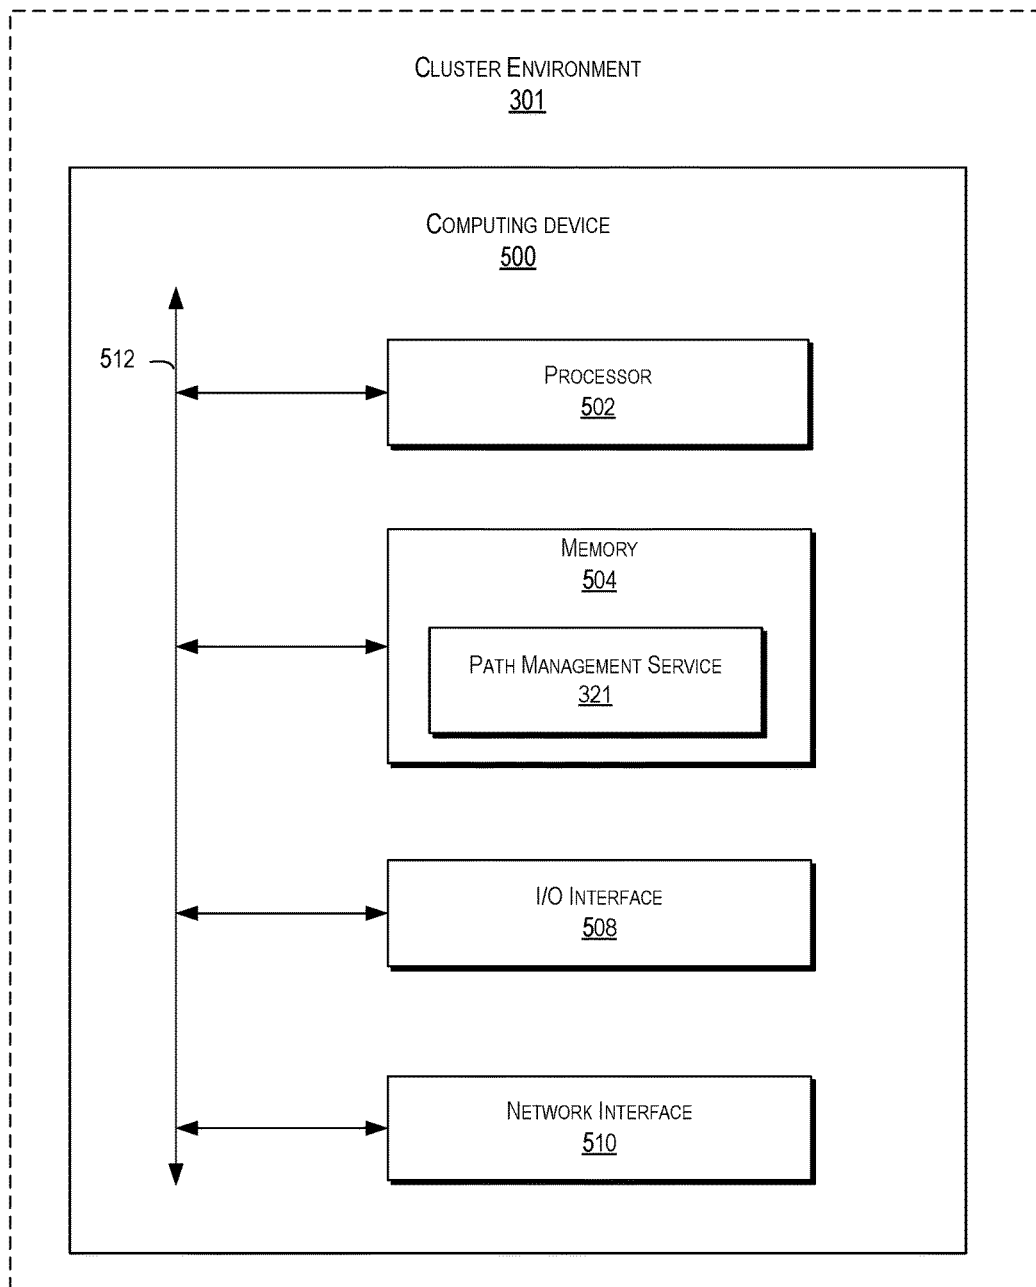 CLUSTER ENVIRONMENT
301
COMPUTING DEVICE
500
512
PROCESSOR
502
MEMORY
504
PATH MANAGEMENT SERVICE
321
I/O INTERFACE
508
NETWORK INTERFACE
510